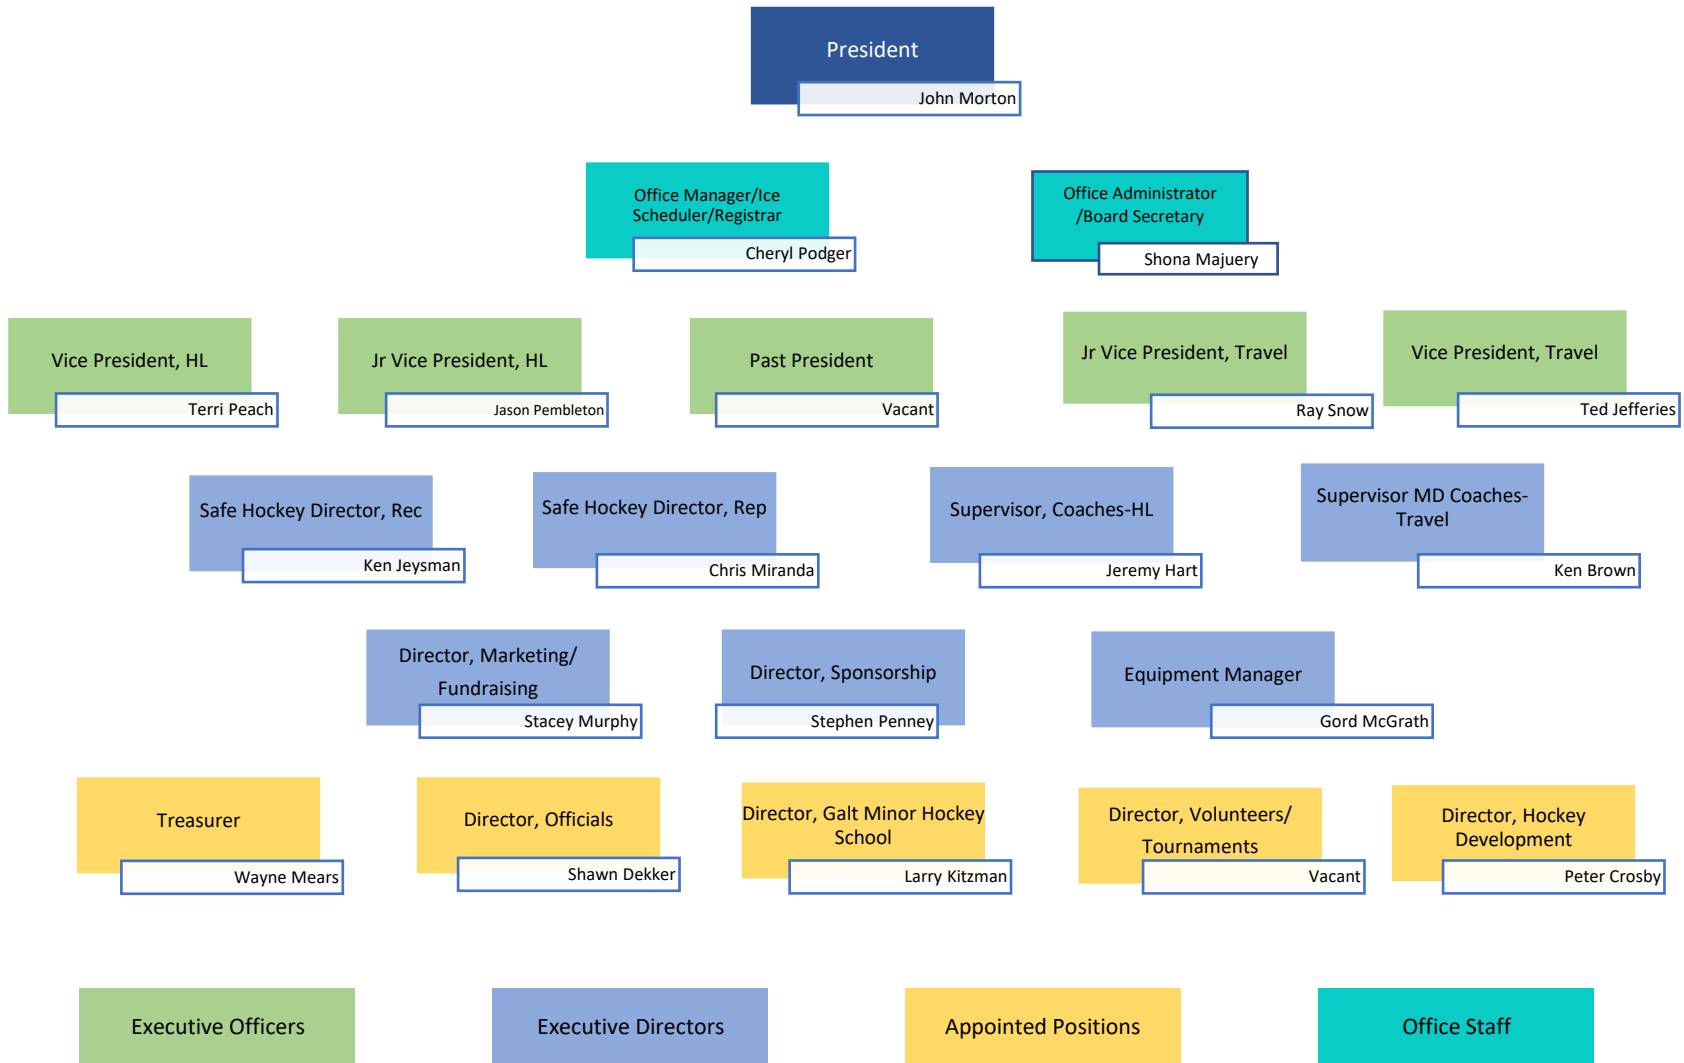 President
John Morton
Office Manager/Ice
Scheduler/Registrar
Cheryl Podger
Office Administrator
/Board Secretary
Shona Majuery
Vice President, HL
Terri Peach
Jr Vice President, HL
Jason Pembleton
Past President
Vacant
Jr Vice President, Travel
Ray Snow
Vice President, Travel
Ted Jefferies
Safe Hockey Director, Rec
Ken Jeysman
Safe Hockey Director, Rep
Chris Miranda
Supervisor, Coaches-HL
Jeremy Hart
Supervisor MD Coaches-
Travel
Ken Brown
Director, Marketing/
Fundraising
Stacey Murphy
Director, Sponsorship
Stephen Penney
Equipment Manager
Gord McGrath
Treasurer
Wayne Mears
Director, Officials
Shawn Dekker
Director, Galt Minor Hockey
School
Larry Kitzman
Director, Volunteers/
Tournaments
Vacant
Director, Hockey
Development
Peter Crosby
Executive Officers
Executive Directors
Appointed Positions
Office Staff